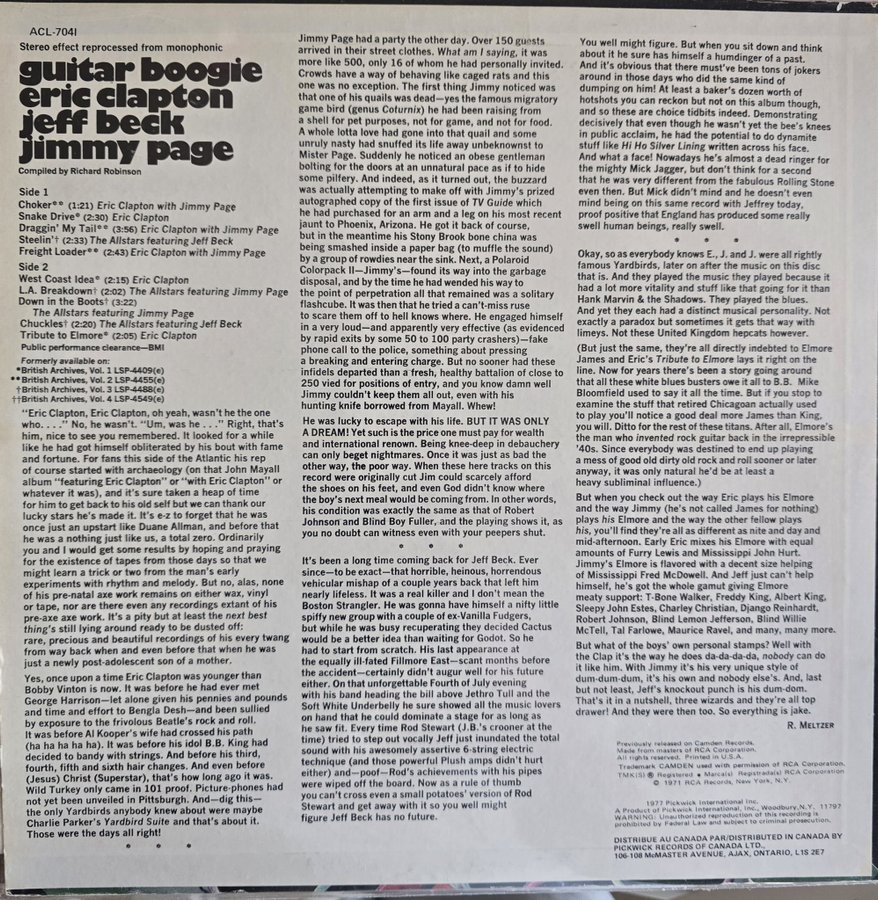 ACL-7041
Stereo effect reprocessed from monophonic
guitar boogie
eric clapton
jeff beck
jimmy page
Compiled by Richard Robinson
Side 1
Choker** (1:21) Eric Clapton with Jimmy Page
Snake Drive* (2:30) Eric Clapton
Draggin' My Tail** (3:56) Eric Clapton with Jimmy Page
Steelin'† (2:33) The Allstars featuring Jeff Beck
Freight Loader** (2:43) Eric Clapton with Jimmy Page
Side 2
West Coast Idea* (2:15) Eric Clapton
L.A. Breakdown† (2:02) The Allstars featuring Jimmy Page
Down in the Boots† (3:22)
The Allstars featuring Jimmy Page
Chuckles† (2:20) The Allstars featuring Jeff Beck
Tribute to Elmore* (2:05) Eric Clapton
Public performance clearance—BMI
Formerly available on:
*British Archives, Vol. 1 LSP-4409(e)
**British Archives, Vol. 2 LSP-4455(e)
†British Archives, Vol. 3 LSP-4488(e)
††British Archives, Vol. 4 LSP-4549(e)
"Eric Clapton, Eric Clapton, oh yeah, wasn't he the one
who. . . ." No, he wasn't. "Um, was he . . ." Right, that's
him, nice to see you remembered. It looked for a while
like he had got himself obliterated by his bout with fame
and fortune. For fans this side of the Atlantic his rep
of course started with archaeology (on that John Mayall
album "featuring Eric Clapton" or "with Eric Clapton" or
whatever it was), and it's sure taken a heap of time
for him to get back to his old self but we can thank our
lucky stars he's made it. It's e-z to forget that he was
once just an upstart like Duane Allman, and before that
he was a nothing just like us, a total zero. Ordinarily
you and I would get some results by hoping and praying
for the existence of tapes from those days so that we
might learn a trick or two from the man's early
experiments with rhythm and melody. But no, alas, none
of his pre-natal axe work remains on either wax, vinyl
or tape, nor are there even any recordings extant of his
pre-axe axe work. It's a pity but at least the next best
thing's still lying around ready to be dusted off:
rare, precious and beautiful recordings of his every twang
from way back when and even before that when he was
just a newly post-adolescent son of a mother.
Yes, once upon a time Eric Clapton was younger than
Bobby Vinton is now. It was before he had ever met
George Harrison—let alone given his pennies and pounds
and time and effort to Bengla Desh—and been sullied
by exposure to the frivolous Beatle's rock and roll.
It was before Al Kooper's wife had crossed his path
(ha ha ha ha). It was before his idol B.B. King had
decided to bandy with strings. And before his third,
fourth, fifth and sixth hair changes. And even before
(Jesus) Christ (Superstar), that's how long ago it was.
Wild Turkey only came in 101 proof. Picture-phones had
not yet been unveiled in Pittsburgh. And—dig this—
the only Yardbirds anybody knew about were maybe
Charlie Parker's Yardbird Suite and that's about it.
Those were the days all right!
* * *
Jimmy Page had a party the other day. Over 150 guests
arrived in their street clothes. What am I saying, it was
more like 500, only 16 of whom he had personally invited.
Crowds have a way of behaving like caged rats and this
one was no exception. The first thing Jimmy noticed was
that one of his quails was dead—yes the famous migratory
game bird (genus Coturnix) he had been raising from
a shell for pet purposes, not for game, and not for food.
A whole lotta love had gone into that quail and some
unruly nasty had snuffed its life away unbeknownst to
Mister Page. Suddenly he noticed an obese gentleman
bolting for the doors at an unnatural pace as if to hide
some pilfery. And indeed, as it turned out, the buzzard
was actually attempting to make off with Jimmy's prized
autographed copy of the first issue of TV Guide which
he had purchased for an arm and a leg on his most recent
jaunt to Phoenix, Arizona. He got it back of course,
but in the meantime his Stony Brook bone china was
being smashed inside a paper bag (to muffle the sound)
by a group of rowdies near the sink. Next, a Polaroid
Colorpack II—Jimmy's—found its way into the garbage
disposal, and by the time he had wended his way to
the point of perpetration all that remained was a solitary
flashcube. It was then that he tried a can't-miss ruse
to scare them off to hell knows where. He engaged himself
in a very loud—and apparently very effective (as evidenced
by rapid exits by some 50 to 100 party crashers)—fake
phone call to the police, something about pressing
a breaking and entering charge. But no sooner had these
infidels departed than a fresh, healthy battalion of close to
250 vied for positions of entry, and you know damn well
Jimmy couldn't keep them all out, even with his
hunting knife borrowed from Mayall. Whew!
He was lucky to escape with his life. BUT IT WAS ONLY
A DREAM! Yet such is the price one must pay for wealth
and international renown. Being knee-deep in debauchery
can only beget nightmares. Once it was just as bad the
other way, the poor way. When these here tracks on this
record were originally cut Jim could scarcely afford
the shoes on his feet, and even God didn't know where
the boy's next meal would be coming from. In other words,
his condition was exactly the same as that of Robert
Johnson and Blind Boy Fuller, and the playing shows it, as
you no doubt can witness even with your peepers shut.
* * *
It's been a long time coming back for Jeff Beck. Ever
since—to be exact—that horrible, heinous, horrendous
vehicular mishap of a couple years back that left him
nearly lifeless. It was a real killer and I don't mean the
Boston Strangler. He was gonna have himself a nifty little
spiffy new group with a couple of ex-Vanilla Fudgers,
but while he was busy recuperating they decided Cactus
would be a better idea than waiting for Godot. So he
had to start from scratch. His last appearance at
the equally ill-fated Fillmore East—scant months before
the accident—certainly didn't augur well for his future
either. On that unforgettable Fourth of July evening
with his band heading the bill above Jethro Tull and the
Soft White Underbelly he sure showed all the music lovers
on hand that he could dominate a stage for as long as
he saw fit. Every time Rod Stewart (J.B.'s crooner at the
time) tried to step out vocally Jeff just inundated the total
sound with his awesomely assertive 6-string electric
technique (and those powerful Plush amps didn't hurt
either) and—poof—Rod's achievements with his pipes
were wiped off the board. Now as a rule of thumb
you can't cross even a small potatoes' version of Rod
Stewart and get away with it so you well might
figure Jeff Beck has no future.
You well might figure. But when you sit down and think
about it he sure has himself a humdinger of a past.
And it's obvious that there must've been tons of jokers
around in those days who did the same kind of
dumping on him! At least a baker's dozen worth of
hotshots you can reckon but not on this album though,
and so these are choice tidbits indeed. Demonstrating
decisively that even though he wasn't yet the bee's knees
in public acclaim, he had the potential to do dynamite
stuff like Hi Ho Silver Lining written across his face.
And what a face! Nowadays he's almost a dead ringer for
the mighty Mick Jagger, but don't think for a second
that he was very different from the fabulous Rolling Stone
even then. But Mick didn't mind and he doesn't even
mind being on this same record with Jeffrey today,
proof positive that England has produced some really
swell human beings, really swell.
* * *
Okay, so as everybody knows E., J. and J. were all rightly
famous Yardbirds, later on after the music on this disc
that is. And they played the music they played because it
had a lot more vitality and stuff like that going for it than
Hank Marvin & the Shadows. They played the blues.
And yet they each had a distinct musical personality. Not
exactly a paradox but sometimes it gets that way with
limeys. Not these United Kingdom hepcats however.
(But just the same, they're all directly indebted to Elmore
James and Eric's Tribute to Elmore lays it right on the
line. Now for years there's been a story going around
that all these white blues busters owe it all to B.B. Mike
Bloomfield used to say it all the time. But if you stop to
examine the stuff that retired Chicagoan actually used
to play you'll notice a good deal more James than King,
you will. Ditto for the rest of these titans. After all, Elmore's
the man who invented rock guitar back in the irrepressible
'40s. Since everybody was destined to end up playing
a mess of good old dirty old rock and roll sooner or later
anyway, it was only natural he'd be at least a
heavy subliminal influence.)
But when you check out the way Eric plays his Elmore
and the way Jimmy (he's not called James for nothing)
plays his Elmore and the way the other fellow plays
his, you'll find they're all as different as nite and day and
mid-afternoon. Early Eric mixes his Elmore with equal
amounts of Furry Lewis and Mississippi John Hurt.
Jimmy's Elmore is flavored with a decent size helping
of Mississippi Fred McDowell. And Jeff just can't help
himself, he's got the whole gamut giving Elmore
meaty support: T-Bone Walker, Freddy King, Albert King,
Sleepy John Estes, Charley Christian, Django Reinhardt,
Robert Johnson, Blind Lemon Jefferson, Blind Willie
McTell, Tal Farlowe, Maurice Ravel, and many, many more.
But what of the boys' own personal stamps? Well with
the Clap it's the way he does da-da-da-da, nobody can do
it like him. With Jimmy it's his very unique style of
dum-dum-dum, it's his own and nobody else's. And, last
but not least, Jeff's knockout punch is his dum-dom.
That's it in a nutshell, three wizards and they're all top
drawer! And they were then too. So everything is jake.
R. MELTZER
Previously released on Camden Records.
Made from masters of RCA Corporation.
All rights reserved. Printed in U.S.A.
Trademark CAMDEN used with permission of RCA Corporation.
TMK(S) ® Registered • Marca(s) Registrada(s) RCA Corporation
© 1971 RCA Records, New York, N.Y.
1977 Pickwick International Inc.
A Product of Pickwick International, Inc., Woodbury, N.Y. 11797
WARNING: Unauthorized reproduction of this recording is
prohibited by Federal Law and subject to criminal prosecution.
DISTRIBUE AU CANADA PAR/DISTRIBUTED IN CANADA BY
PICKWICK RECORDS OF CANADA LTD.,
106-108 McMASTER AVENUE, AJAX, ONTARIO, L1S 2E7